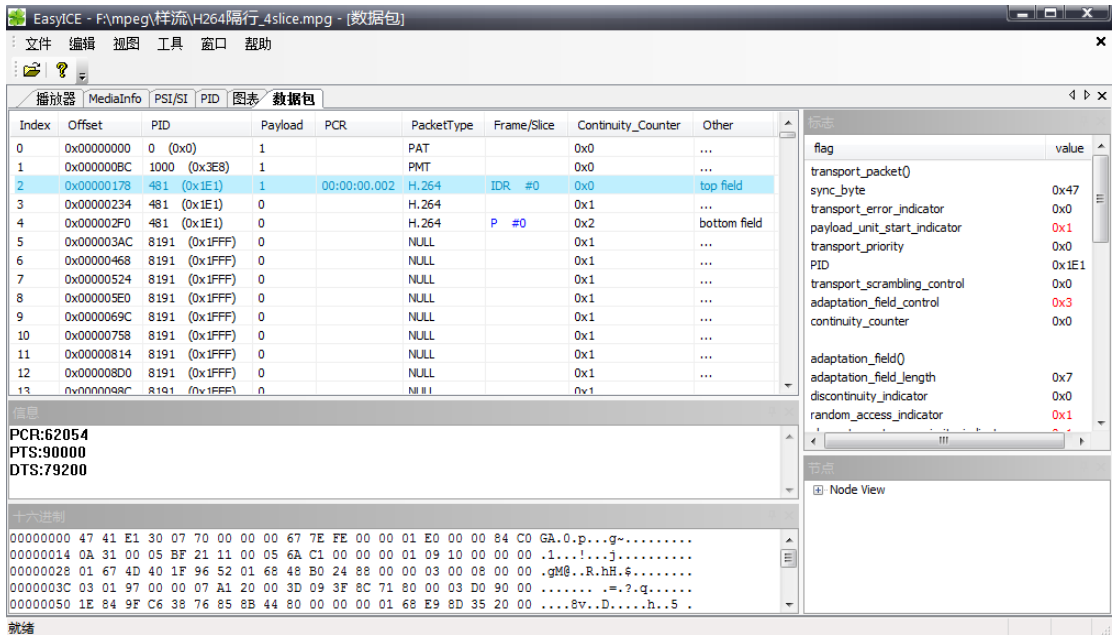 EasyICE - F:\mpeg\样流\H264隔行_4slice.mpg - [数据包]
文件 编辑 视图 工具 窗口 帮助
播放器 MediaInfo PSI/SI PID 图表 数据包
Index Offset PID Payload PCR PacketType Frame/Slice Continuity_Counter Other
0 0x00000000 0 (0x0) 1 PAT 0x0 ...
1 0x000000BC 1000 (0x3E8) 1 PMT 0x0 ...
2 0x00000178 481 (0x1E1) 1 00:00:00.002 H.264 IDR #0 0x0 top field
3 0x00000234 481 (0x1E1) 0 H.264 0x1 ...
4 0x000002F0 481 (0x1E1) 0 H.264 P #0 0x2 bottom field
5 0x000003AC 8191 (0x1FFF) 0 NULL 0x1 ...
6 0x00000468 8191 (0x1FFF) 0 NULL 0x1 ...
7 0x00000524 8191 (0x1FFF) 0 NULL 0x1 ...
8 0x000005E0 8191 (0x1FFF) 0 NULL 0x1 ...
9 0x0000069C 8191 (0x1FFF) 0 NULL 0x1 ...
10 0x00000758 8191 (0x1FFF) 0 NULL 0x1 ...
11 0x00000814 8191 (0x1FFF) 0 NULL 0x1 ...
12 0x000008D0 8191 (0x1FFF) 0 NULL 0x1 ...
13 0x0000098C 8191 (0x1FFF) 0 NULL 0x1
信息
PCR:62054
PTS:90000
DTS:79200
十六进制
00000000 47 41 E1 30 07 70 00 00 00 67 7E FE 00 00 01 E0 00 00 84 C0 GA.0.p...g~.........
00000014 0A 31 00 05 BF 21 11 00 05 6A C1 00 00 00 01 09 10 00 00 00 .1...!...j..........
00000028 01 67 4D 40 1F 96 52 01 68 48 B0 24 88 00 00 03 00 08 00 00 .gM@..R.hH.$........
0000003C 03 01 97 00 00 07 A1 20 00 3D 09 3F 8C 71 80 00 03 D0 90 00 ....... .=.?.q......
00000050 1E 84 9F C6 38 76 85 8B 44 80 00 00 00 01 68 E9 8D 35 20 00 ....8v..D.....h..5 .
标志
flag value
transport_packet()
sync_byte 0x47
transport_error_indicator 0x0
payload_unit_start_indicator 0x1
transport_priority 0x0
PID 0x1E1
transport_scrambling_control 0x0
adaptation_field_control 0x3
continuity_counter 0x0
adaptation_field()
adaptation_field_length 0x7
discontinuity_indicator 0x0
random_access_indicator 0x1
节点
Node View
就绪